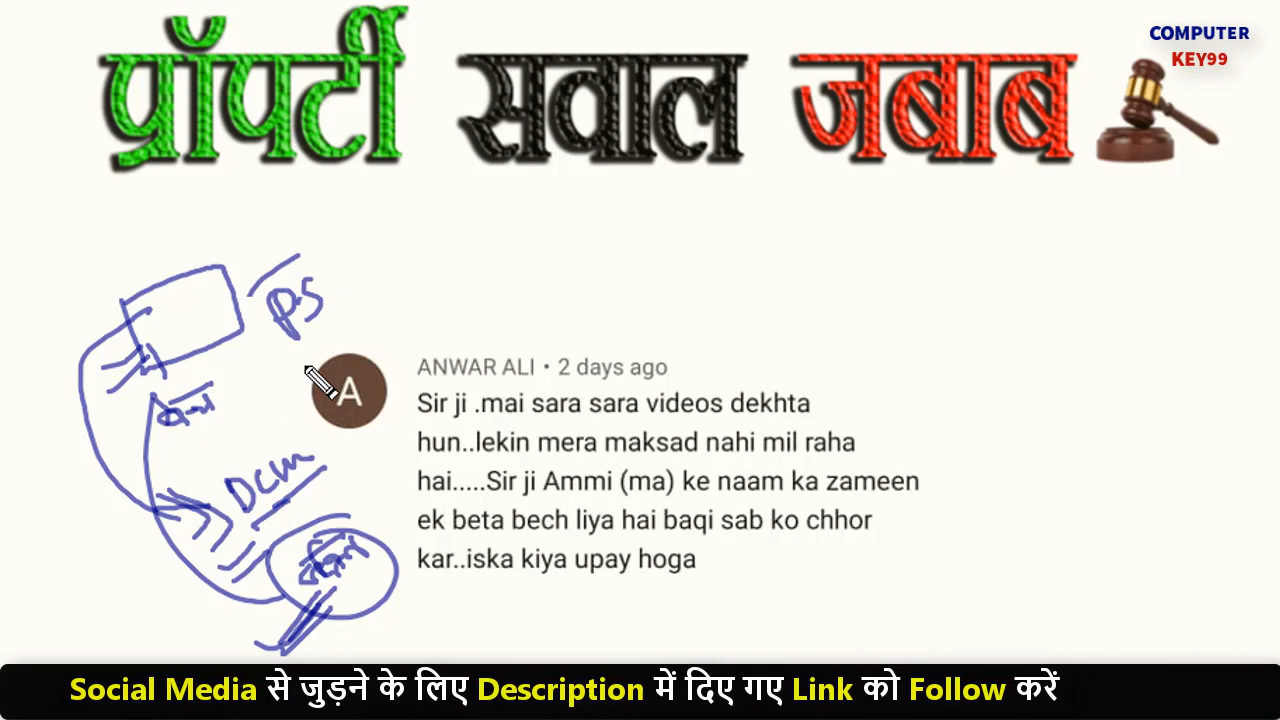 प्रॉपर्टी सवाल जबाब
COMPUTER
KEY99
PS
DCM
ANWAR ALI • 2 days ago
A
Sir ji .mai sara sara videos dekhta
hun..lekin mera maksad nahi mil raha
hai.....Sir ji Ammi (ma) ke naam ka zameen
ek beta bech liya hai baqi sab ko chhor
kar..iska kiya upay hoga
Social Media से जुड़ने के लिए Description में दिए गए Link को Follow करें